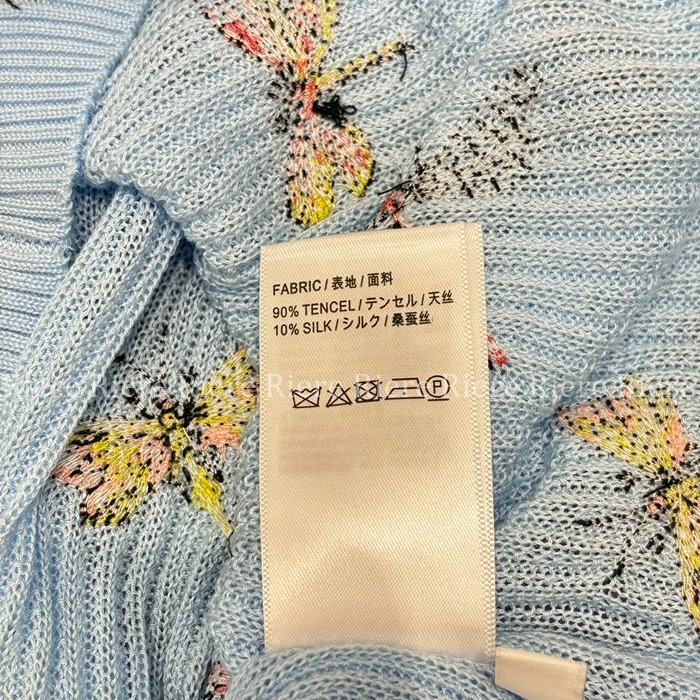 FABRIC / 表地 / 面料
90% TENCEL / テンセル / 天丝
10% SILK / シルク / 桑蚕丝
P